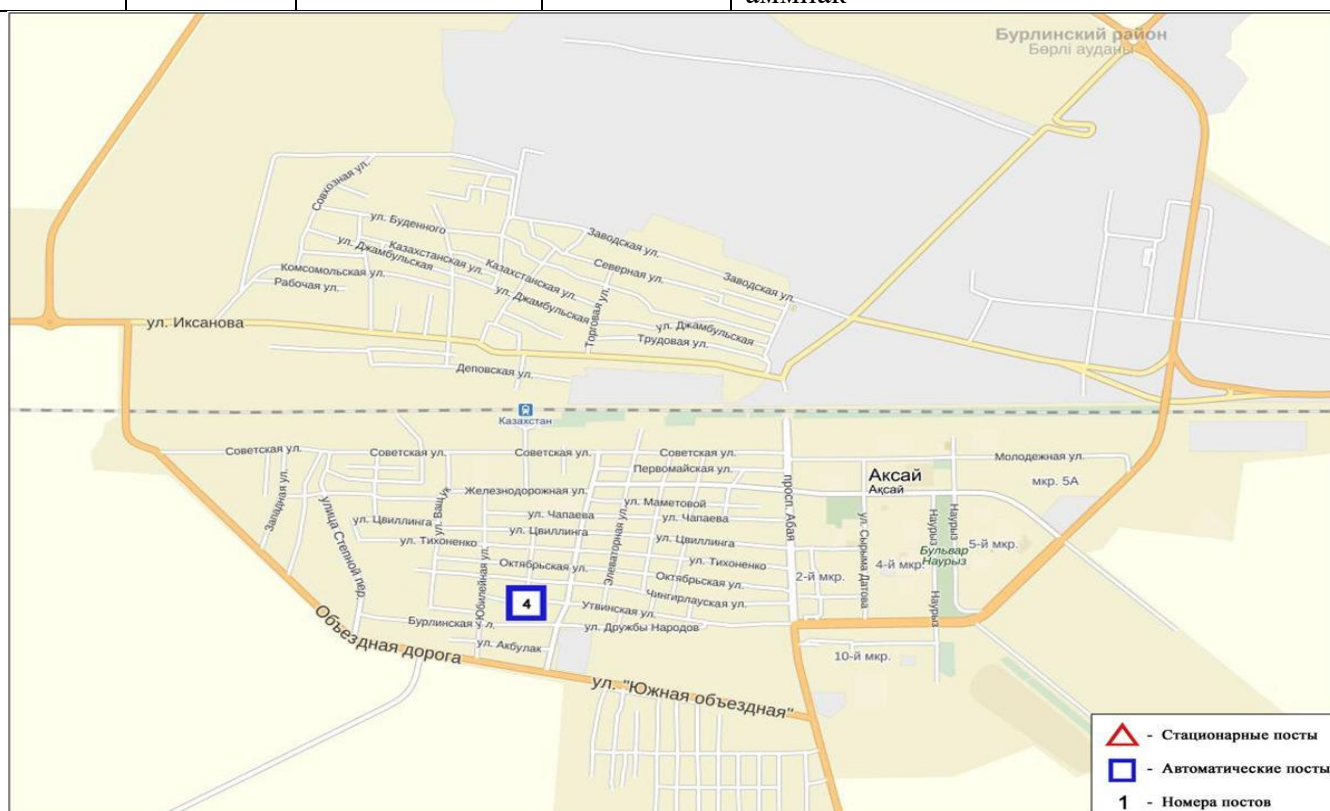 аммиак
Бурлинский район
Бөрлі ауданы
Совхозная ул.
ул. Буденного
Заводская ул.
ул. Джамбульская
Казахстанская ул.
Казахстанская ул.
Северная ул.
Заводская ул.
Комсомольская ул.
Рабочая ул.
ул. Джамбульская
Торговая ул.
ул. Джамбульская
Трудовая ул.
ул. Иксанова
Деповская ул.
Казахстан
Советская ул.
Советская ул.
Советская ул.
Советская ул.
Молодежная ул.
Первомайская ул.
Аксай
Ақсай
мкр. 5А
Западная ул.
улица Степной пер.
ул. Ващук
Железнодорожная ул.
ул. Маметовой
просп. Абая
ул. Цвиллинга
ул. Чапаева
ул. Чапаева
ул. Цвиллинга
ул. Цвиллинга
ул. Тихоненко
ул. Тихоненко
Элеваторная ул.
ул. Сырыма Датова
Наурыз
Наурыз
5-й мкр.
Бульвар
Наурыз
4-й мкр.
2-й мкр.
Октябрьская ул.
Октябрьская ул.
Юбилейная ул.
4
Чингирлауская ул.
Утвинская ул.
Наурыз
Бурлинская ул.
ул. Дружбы Народов
ул. Акбулак
10-й мкр.
Объездная дорога
ул. "Южная объездная"
- Стационарные посты
- Автоматические посты
1 - Номера постов